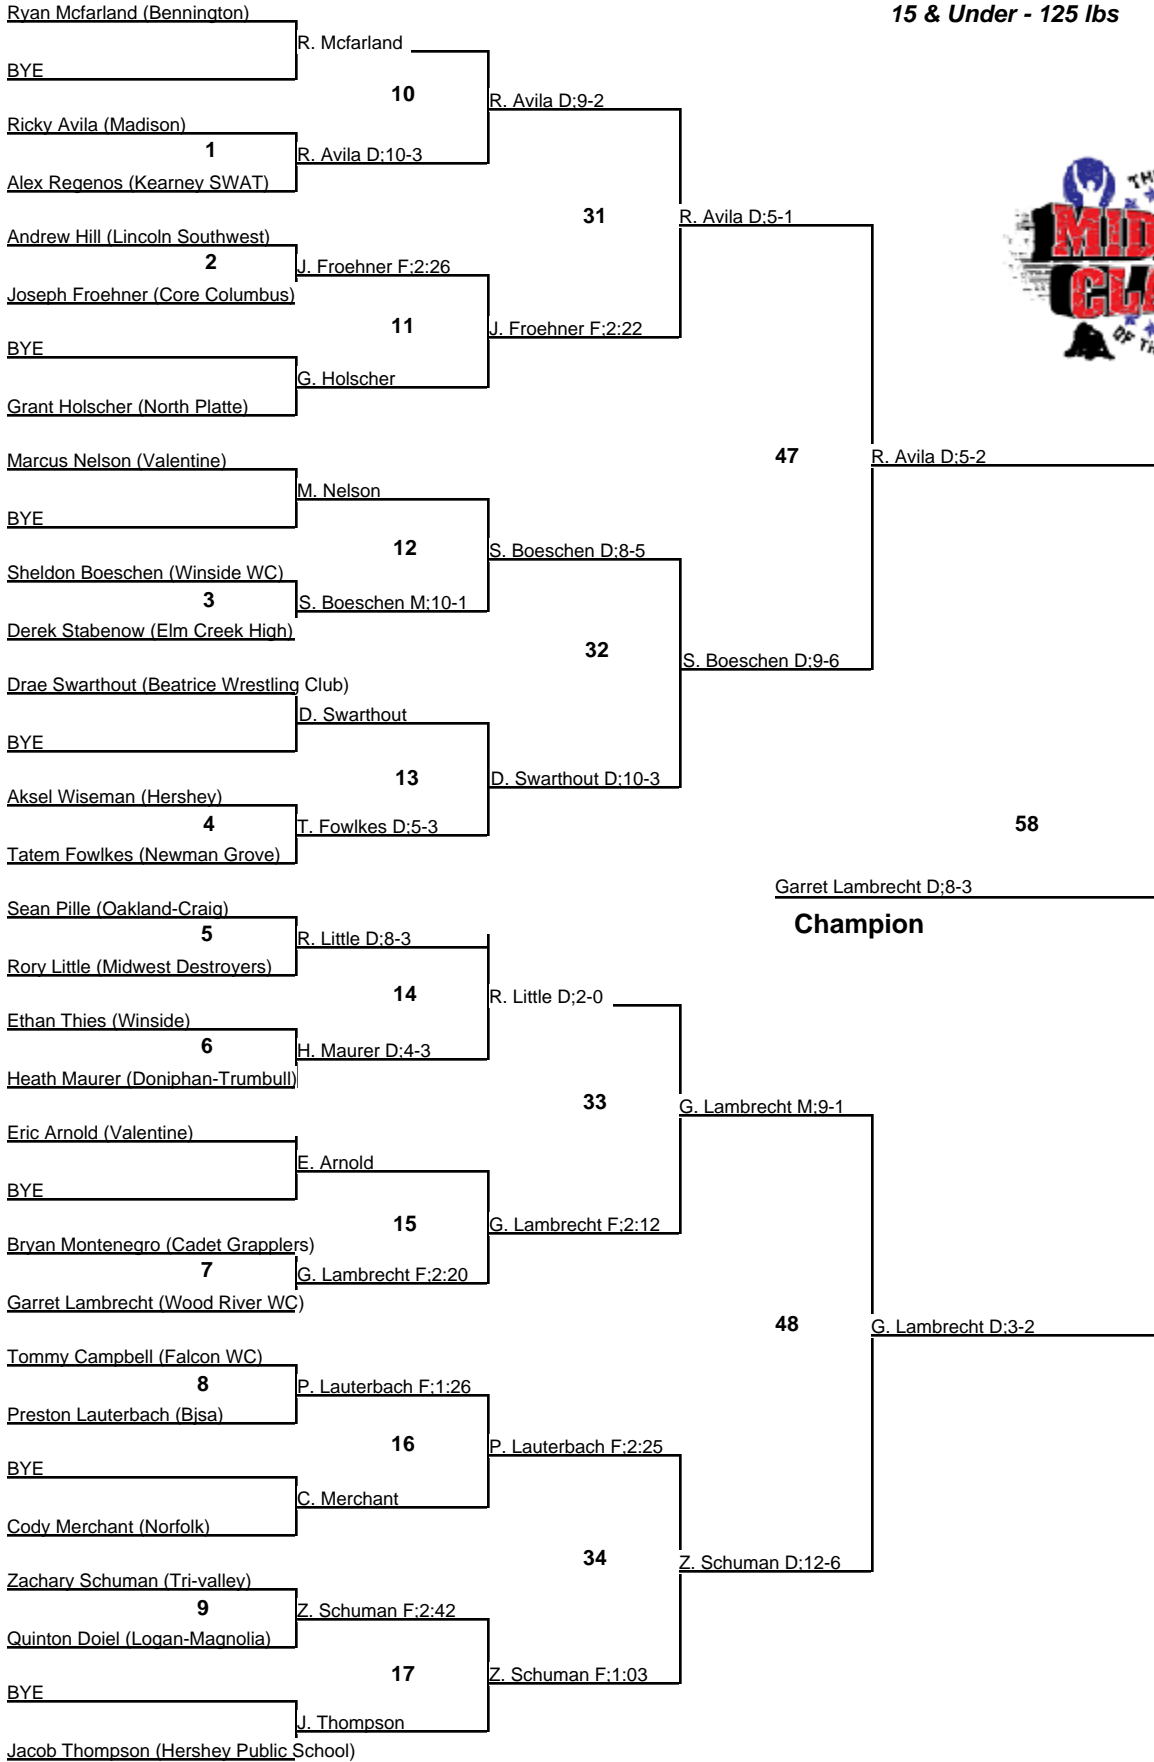 Ryan Mcfarland (Bennington)
15 & Under - 125 lbs
R. Mcfarland
BYE
10
R. Avila D;9-2
Ricky Avila (Madison)
1
R. Avila D;10-3
Alex Regenos (Kearney SWAT)
THE
MID
CLA
OF TH
31
R. Avila D;5-1
Andrew Hill (Lincoln Southwest)
2
J. Froehner F;2:26
Joseph Froehner (Core Columbus)
11
J. Froehner F;2:22
BYE
G. Holscher
Grant Holscher (North Platte)
47
R. Avila D;5-2
Marcus Nelson (Valentine)
M. Nelson
BYE
12
S. Boeschen D;8-5
Sheldon Boeschen (Winside WC)
3
S. Boeschen M;10-1
Derek Stabenow (Elm Creek High)
32
S. Boeschen D;9-6
Drae Swarthout (Beatrice Wrestling Club)
D. Swarthout
BYE
13
D. Swarthout D;10-3
Aksel Wiseman (Hershey)
4
T. Fowlkes D;5-3
Tatem Fowlkes (Newman Grove)
58
Garret Lambrecht D;8-3
Champion
Sean Pille (Oakland-Craig)
5
R. Little D;8-3
Rory Little (Midwest Destroyers)
14
R. Little D;2-0
Ethan Thies (Winside)
6
H. Maurer D;4-3
Heath Maurer (Doniphan-Trumbull)
33
G. Lambrecht M;9-1
Eric Arnold (Valentine)
E. Arnold
BYE
15
G. Lambrecht F;2:12
Bryan Montenegro (Cadet Grapplers)
7
G. Lambrecht F;2:20
Garret Lambrecht (Wood River WC)
48
G. Lambrecht D;3-2
Tommy Campbell (Falcon WC)
8
P. Lauterbach F;1:26
Preston Lauterbach (Bjsa)
16
P. Lauterbach F;2:25
BYE
C. Merchant
Cody Merchant (Norfolk)
34
Z. Schuman D;12-6
Zachary Schuman (Tri-valley)
9
Z. Schuman F;2:42
Quinton Doiel (Logan-Magnolia)
17
Z. Schuman F;1:03
BYE
J. Thompson
Jacob Thompson (Hershey Public School)